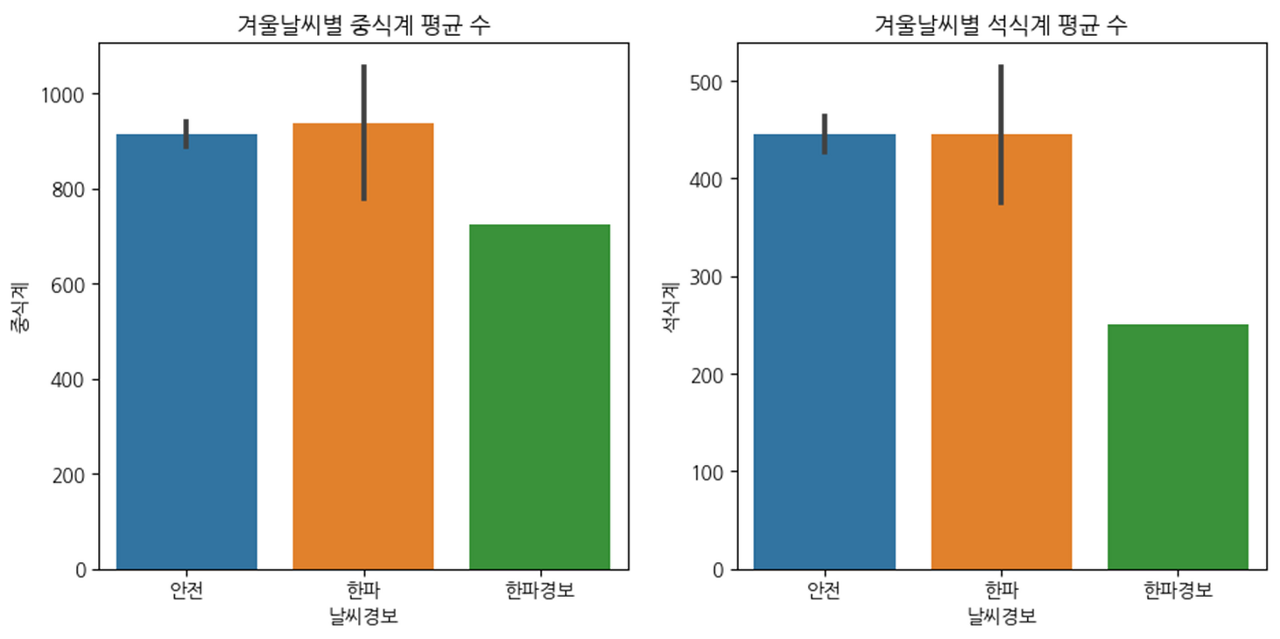 겨울날씨별 중식계 평균 수
1000
800
600
400
200
0
중식계
안전
한파
한파경보
날씨경보
겨울날씨별 석식계 평균 수
500
400
300
200
100
0
석식계
안전
한파
한파경보
날씨경보